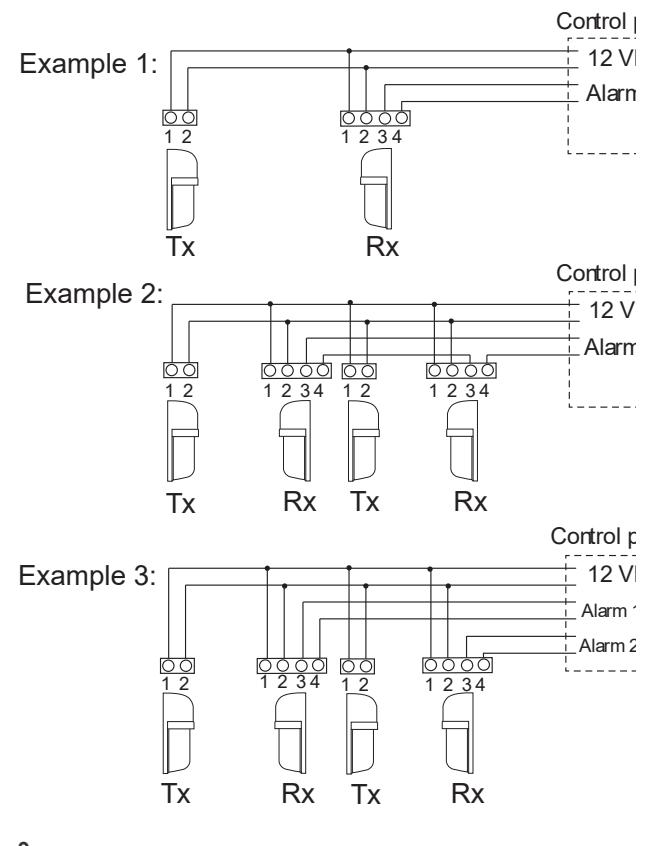 Control p
Example 1:
12 V
Alarm
1 2
1 2 3 4
Tx
Rx
Control p
Example 2:
12 V
Alarm
1 2
1 2 3 4
1 2
1 2 3 4
Tx
Rx
Tx
Rx
Control p
Example 3:
12 V
Alarm 1
Alarm 2
1 2
1 2 3 4
1 2
1 2 3 4
Tx
Rx
Tx
Rx